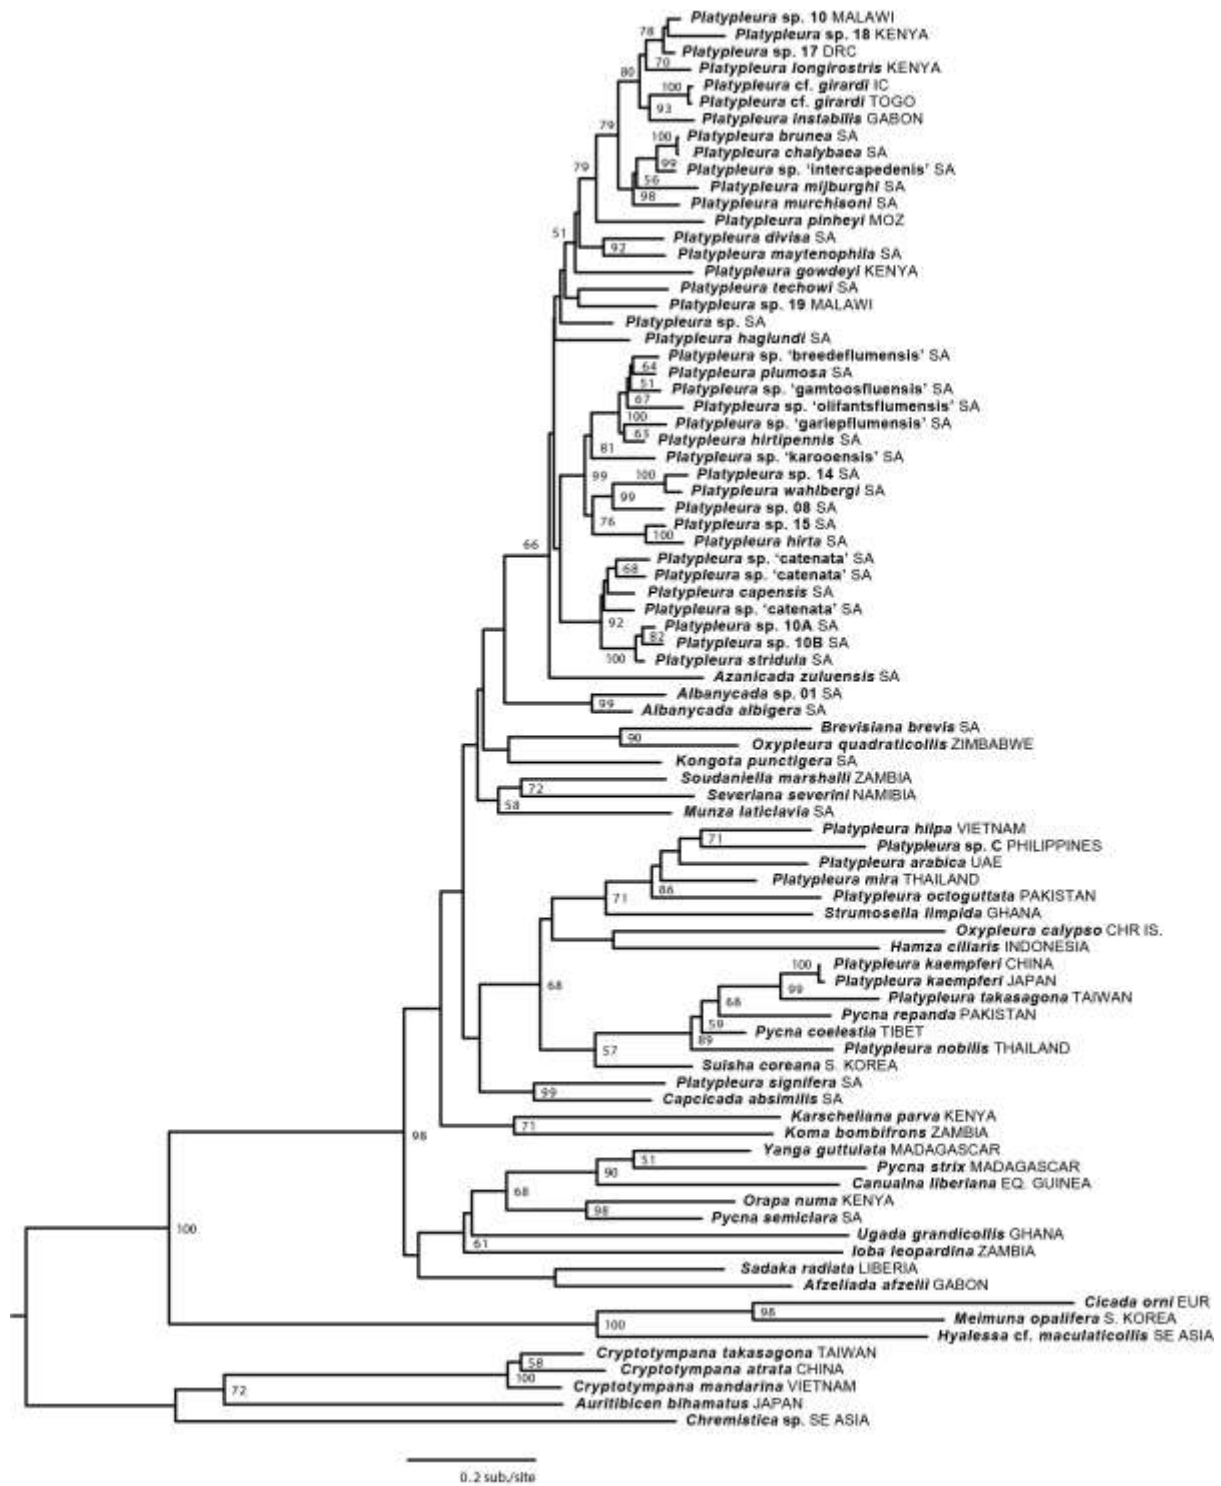 Platypleura sp. 10 MALAWI
78
Platypleura sp. 18 KENYA
Platypleura sp. 17 DRC
70
Platypleura longirostris KENYA
80
Platypleura cf. girardi IC
100
Platypleura cf. girardi TOGO
93
Platypleura instabilis GABON
79
Platypleura brunea SA
100
Platypleura chalybaea SA
99
Platypleura sp. 'intercapedenis' SA
79
56
Platypleura mijburghi SA
98
Platypleura murchisoni SA
Platypleura pinheyi MOZ
51
Platypleura divisa SA
92
Platypleura maytenophila SA
Platypleura gowdeyi KENYA
Platypleura techowi SA
Platypleura sp. 19 MALAWI
Platypleura sp. SA
Platypleura haglundi SA
Platypleura sp. 'breedeflumensis' SA
64
Platypleura plumosa SA
51
Platypleura sp. 'gamtoosfluensis' SA
67
Platypleura sp. 'olifantsflumensis' SA
100
Platypleura sp. 'gariepflumensis' SA
63
Platypleura hirtipennis SA
81
Platypleura sp. 'karooensis' SA
99
100
Platypleura sp. 14 SA
Platypleura wahlbergi SA
99
Platypleura sp. 08 SA
76
Platypleura sp. 15 SA
100
Platypleura hirta SA
66
Platypleura sp. 'catenata' SA
68
Platypleura sp. 'catenata' SA
Platypleura capensis SA
Platypleura sp. 'catenata' SA
92
Platypleura sp. 10A SA
82
Platypleura sp. 10B SA
100
Platypleura stridula SA
Azanicada zuluensis SA
Albanycada sp. 01 SA
99
Albanycada albigera SA
Brevisiana brevis SA
90
Oxypleura quadraticollis ZIMBABWE
Kongota punctigera SA
Soudaniella marshalli ZAMBIA
72
Severiana severini NAMIBIA
58
Munza laticlavia SA
Platypleura hilpa VIETNAM
71
Platypleura sp. C PHILIPPINES
Platypleura arabica UAE
Platypleura mira THAILAND
86
Platypleura octoguttata PAKISTAN
71
Strumosella limpida GHANA
Oxypleura calypso CHR IS.
Hamza ciliaris INDONESIA
100
Platypleura kaempferi CHINA
Platypleura kaempferi JAPAN
68
99
Platypleura takasagona TAIWAN
68
Pycna repanda PAKISTAN
59
Pycna coelestia TIBET
89
57
Platypleura nobilis THAILAND
Suisha coreana S. KOREA
Platypleura signifera SA
99
Capcicada absimilis SA
Karscheliana parva KENYA
71
Koma bombifrons ZAMBIA
98
Yanga guttulata MADAGASCAR
51
Pycna strix MADAGASCAR
90
Canualna liberiana EQ. GUINEA
68
Orapa numa KENYA
98
Pycna semiclara SA
100
Ugada grandicollis GHANA
61
Ioba leopardina ZAMBIA
Sadaka radiata LIBERIA
Afzeliada afzelii GABON
Cicada orni EUR
98
Meimuna opalifera S. KOREA
100
Hyalessa cf. maculaticollis SE ASIA
Cryptotympana takasagona TAIWAN
58
Cryptotympana atrata CHINA
100
Cryptotympana mandarina VIETNAM
72
Auritibicen bihamatus JAPAN
Chremistica sp. SE ASIA
0.2 sub./site